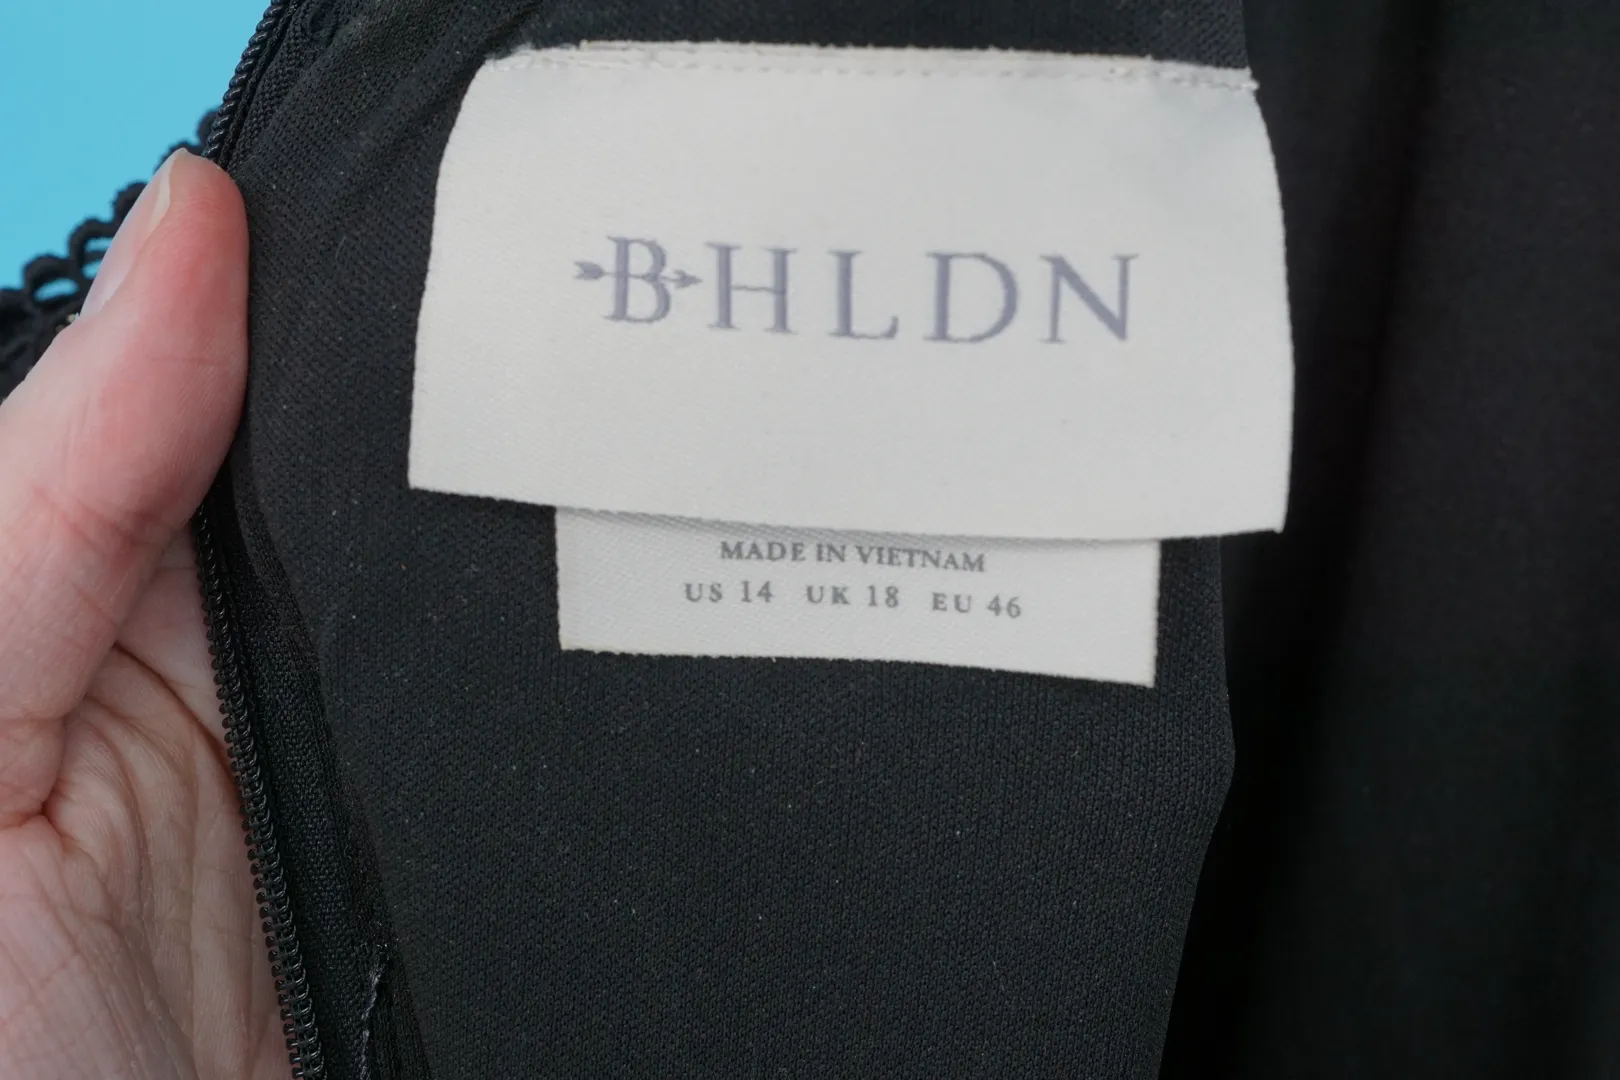 BHLDN
MADE IN VIETNAM
US 14 UK 18 EU 46